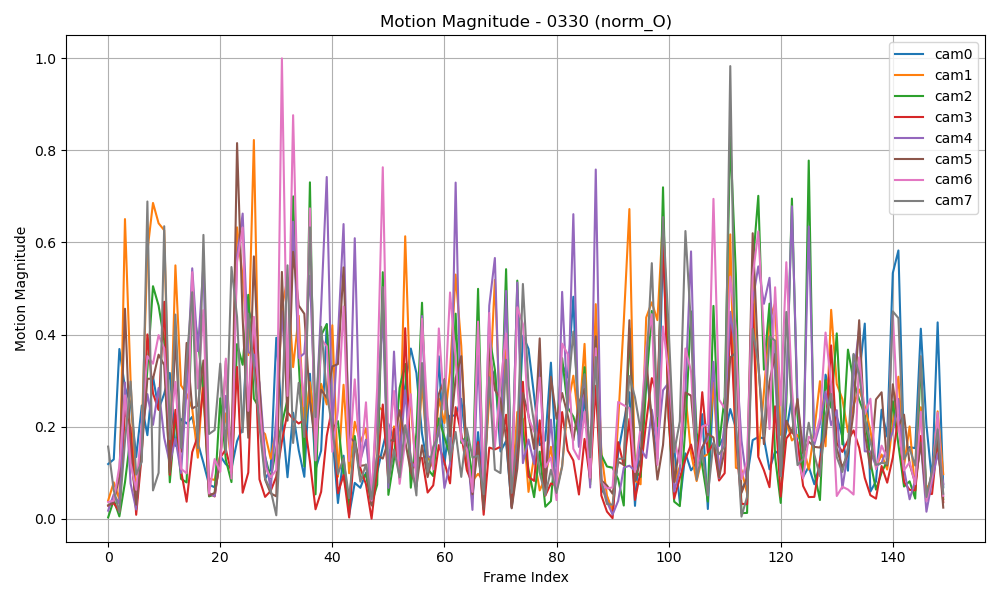 Motion Magnitude - 0330 (norm_O)
Motion Magnitude
1.0
0.8
0.6
0.4
0.2
0.0
0 20 40 60 80 100 120 140
Frame Index
cam0
cam1
cam2
cam3
cam4
cam5
cam6
cam7